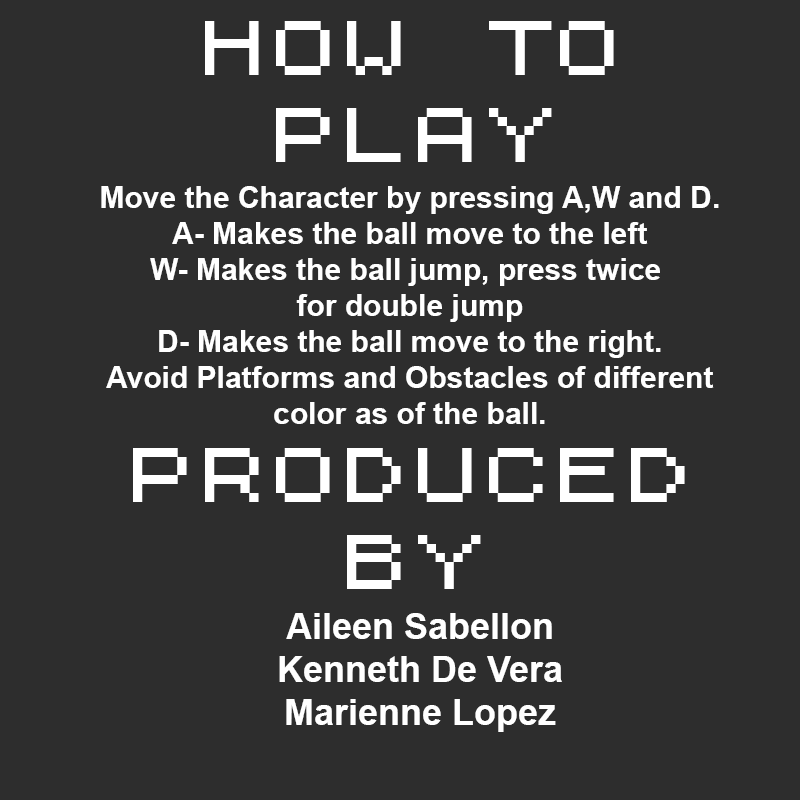 HOW TO
PLAY
Move the Character by pressing A,W and D.
A- Makes the ball move to the left
W- Makes the ball jump, press twice
for double jump
D- Makes the ball move to the right.
Avoid Platforms and Obstacles of different
color as of the ball.
PRODUCED
BY
Aileen Sabellon
Kenneth De Vera
Marienne Lopez